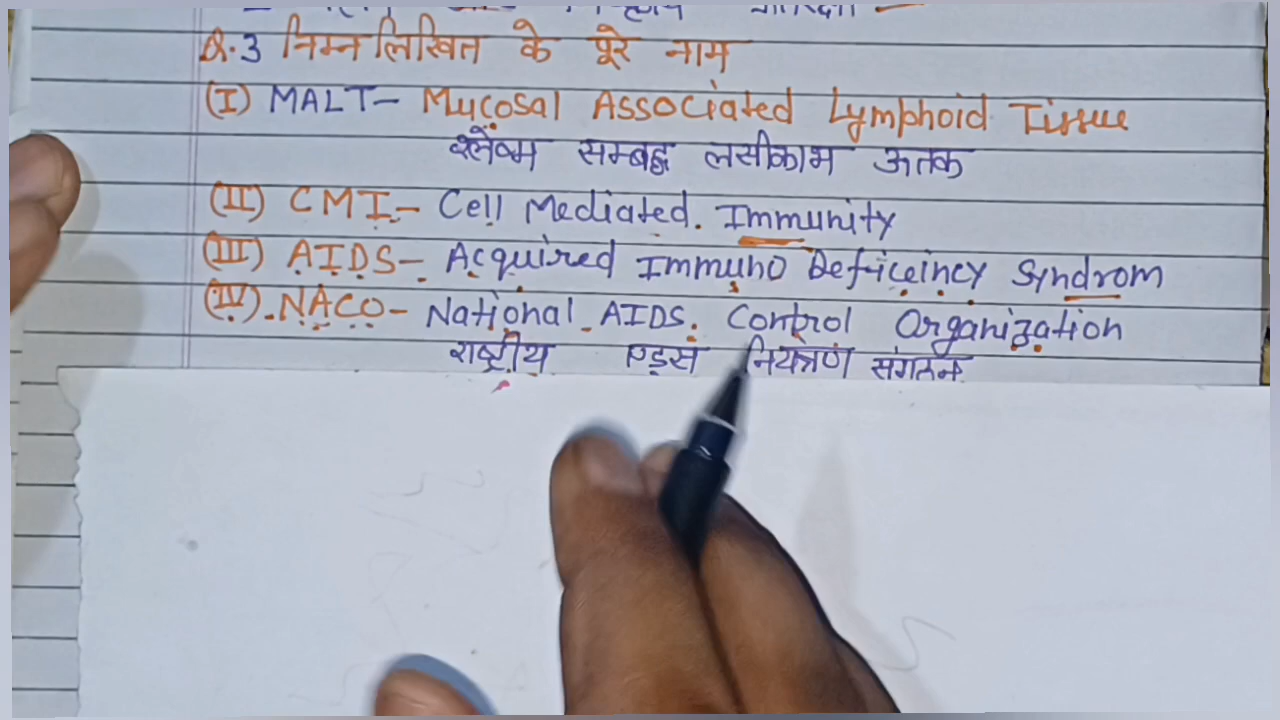 Q.3 निम्नलिखित के पूरे नाम
(I) MALT- Mucosal Associated Lymphoid Tissue
श्लेष्म सम्बद्ध लसीकाभ ऊतक
(II) CMI- Cell Mediated Immunity
(III) AIDS- Acquired Immuno Deficeincy Syndrom
(IV) NACO- National AIDS Control Organization
राष्ट्रीय एड्स नियंत्रण संगठन